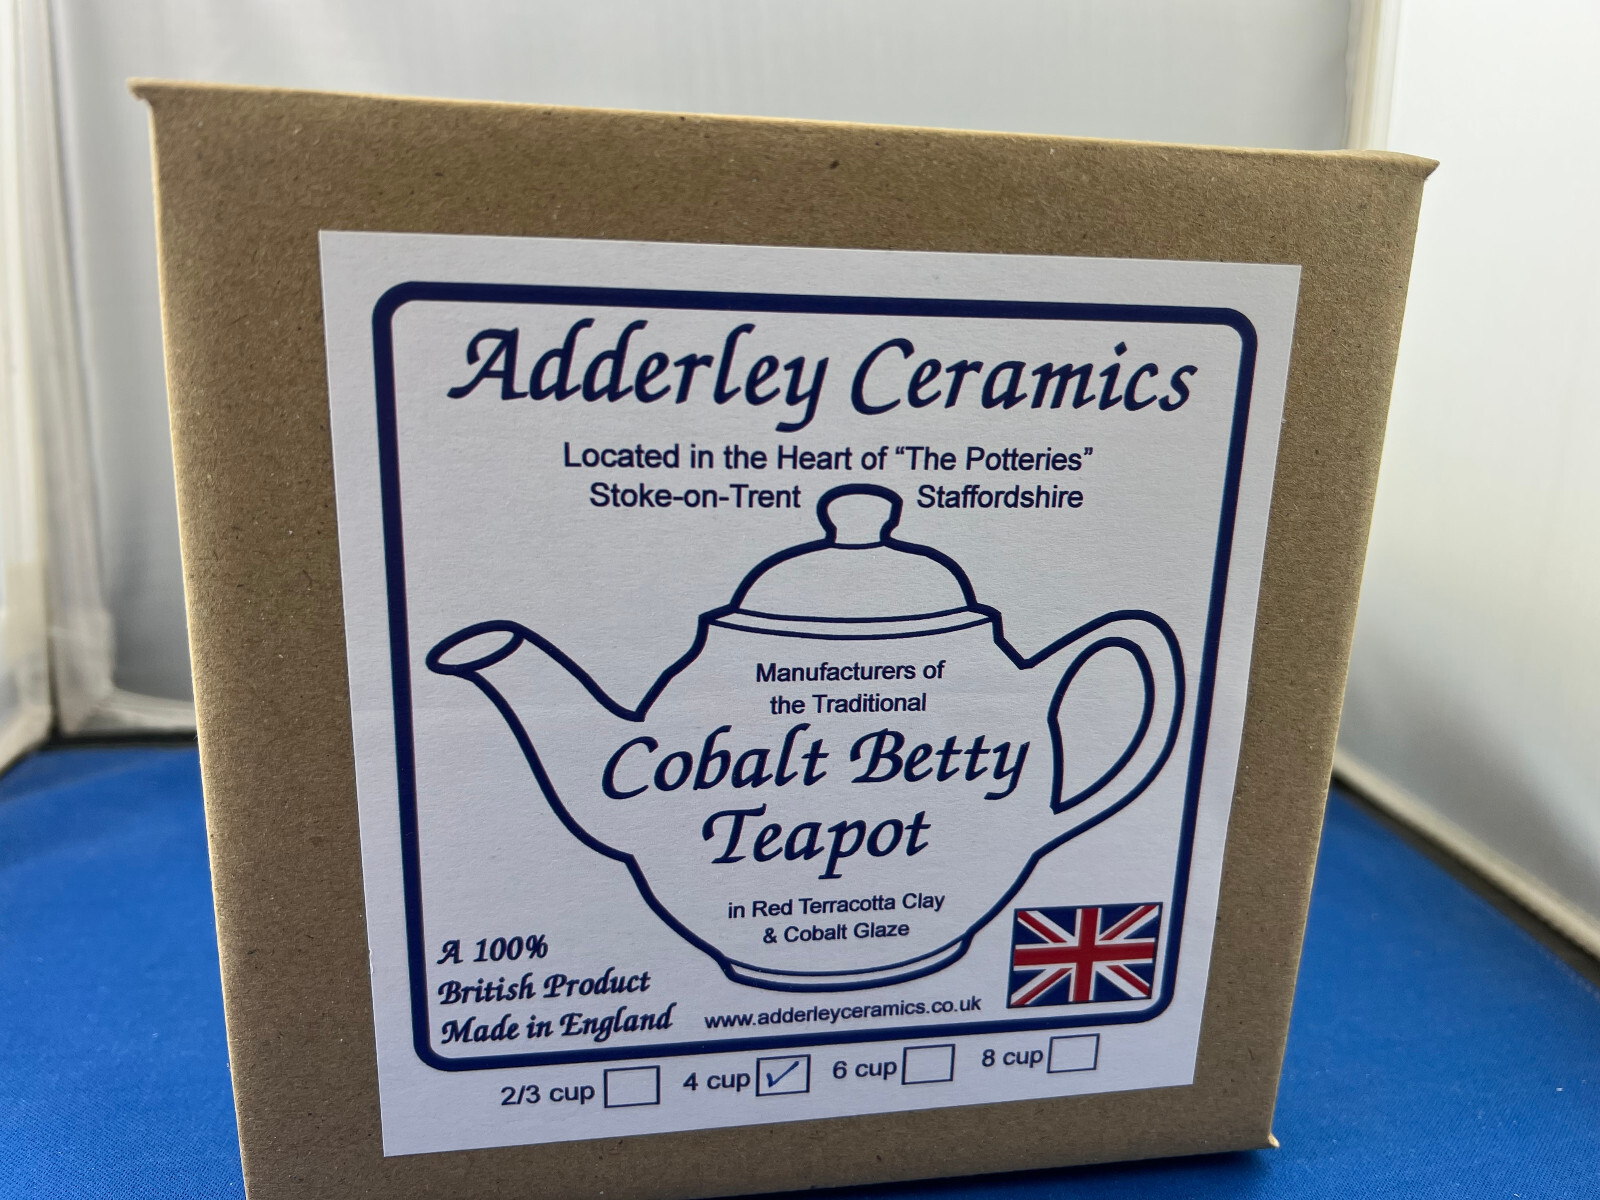 Adderley Ceramics
Located in the Heart of “The Potteries”
Stoke-on-Trent Staffordshire
Manufacturers of
the Traditional
Cobalt Betty
Teapot
in Red Terracotta Clay
& Cobalt Glaze
A 100%
British Product
Made in England
www.adderleyceramics.co.uk
2/3 cup 4 cup 6 cup 8 cup